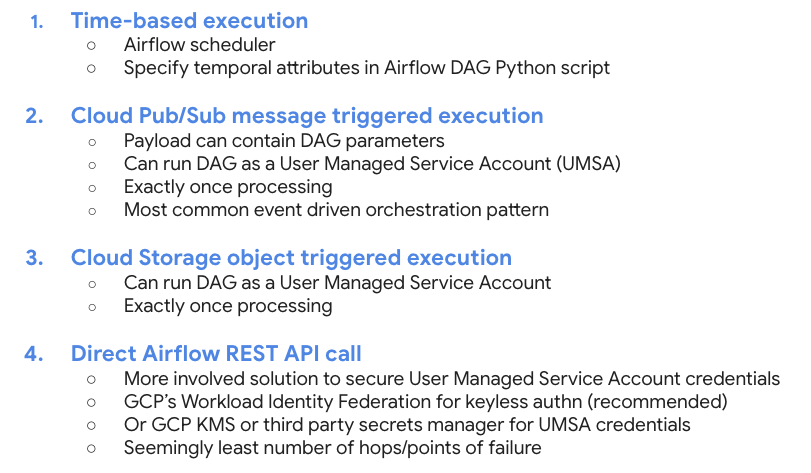 1. Time-based execution
○ Airflow scheduler
○ Specify temporal attributes in Airflow DAG Python script
2. Cloud Pub/Sub message triggered execution
○ Payload can contain DAG parameters
○ Can run DAG as a User Managed Service Account (UMSA)
○ Exactly once processing
○ Most common event driven orchestration pattern
3. Cloud Storage object triggered execution
○ Can run DAG as a User Managed Service Account
○ Exactly once processing
4. Direct Airflow REST API call
○ More involved solution to secure User Managed Service Account credentials
○ GCP’s Workload Identity Federation for keyless authn (recommended)
○ Or GCP KMS or third party secrets manager for UMSA credentials
○ Seemingly least number of hops/points of failure